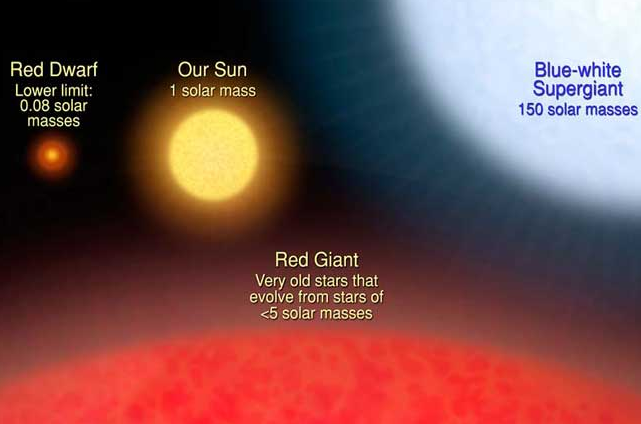 Red Dwarf
Lower limit:
0.08 solar
masses
Our Sun
1 solar mass
Blue-white
Supergiant
150 solar masses
Red Giant
Very old stars that
evolve from stars of
<5 solar masses